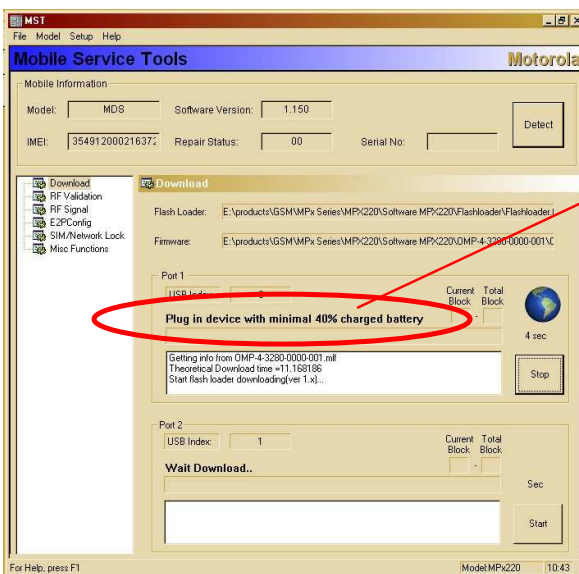 MST
File Model Setup Help
Mobile Service Tools Motorola
Mobile Information
Model: MDS Software Version: 1.150
Detect
IMEI: 354912000216372 Repair Status: 00 Serial No:
Download
RF Validation
RF Signal
E2PConfig
SIM/Network Lock
Misc Functions
Download
Flash Loader: E:\products\GSM\MPx Series\MPX220\Software MPX220\Flashloader\Flashloader.
Firmware: E:\products\GSM\MPx Series\MPX220\Software MPX220\OMP-4-3280-0000-001\
Port 1
USB Index: Current Total
Block Block
Plug in device with minimal 40% charged battery -
4 sec
Getting info from OMP-4-3280-0000-001.mlf
Theoretical Download time =11.168186
Start flash loader downloading(ver 1.x)...
Stop
Port 2
USB Index: 1 Current Total
Block Block
Wait Download.. -
Sec
Start
For Help, press F1 Model:MPx220 10:43